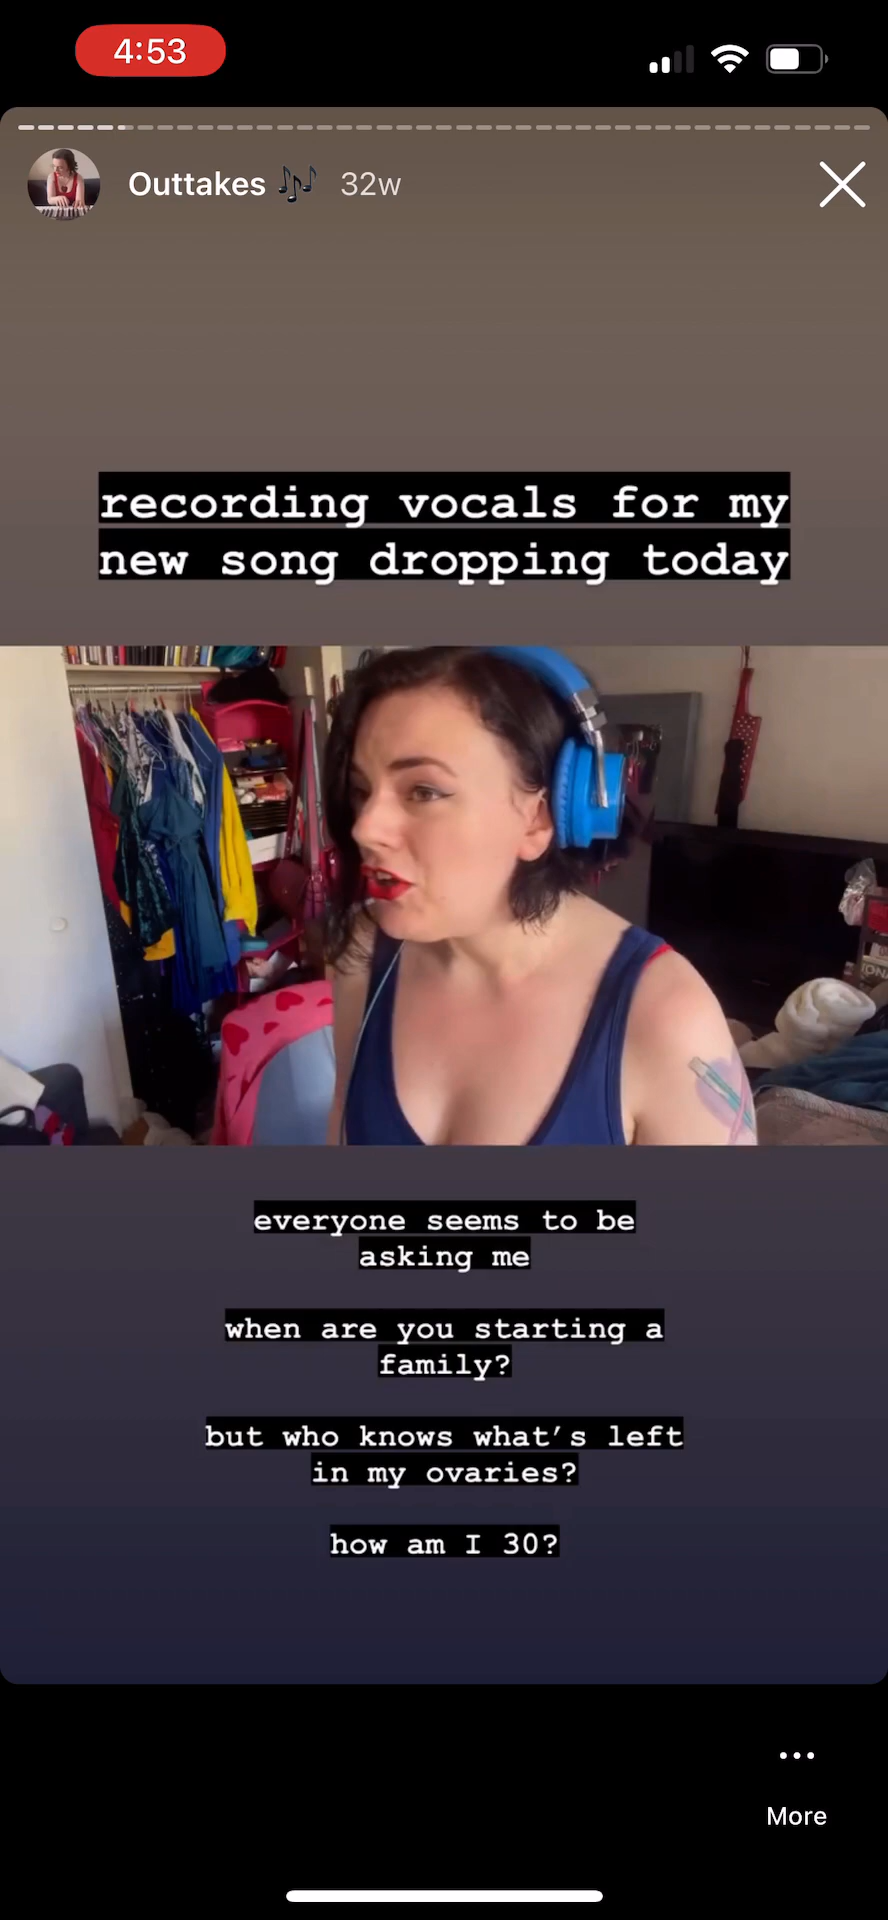 4:53
Outtakes 🎶 32w
recording vocals for my
new song dropping today
everyone seems to be
asking me
when are you starting a
family?
but who knows what's left
in my ovaries?
how am I 30?
More